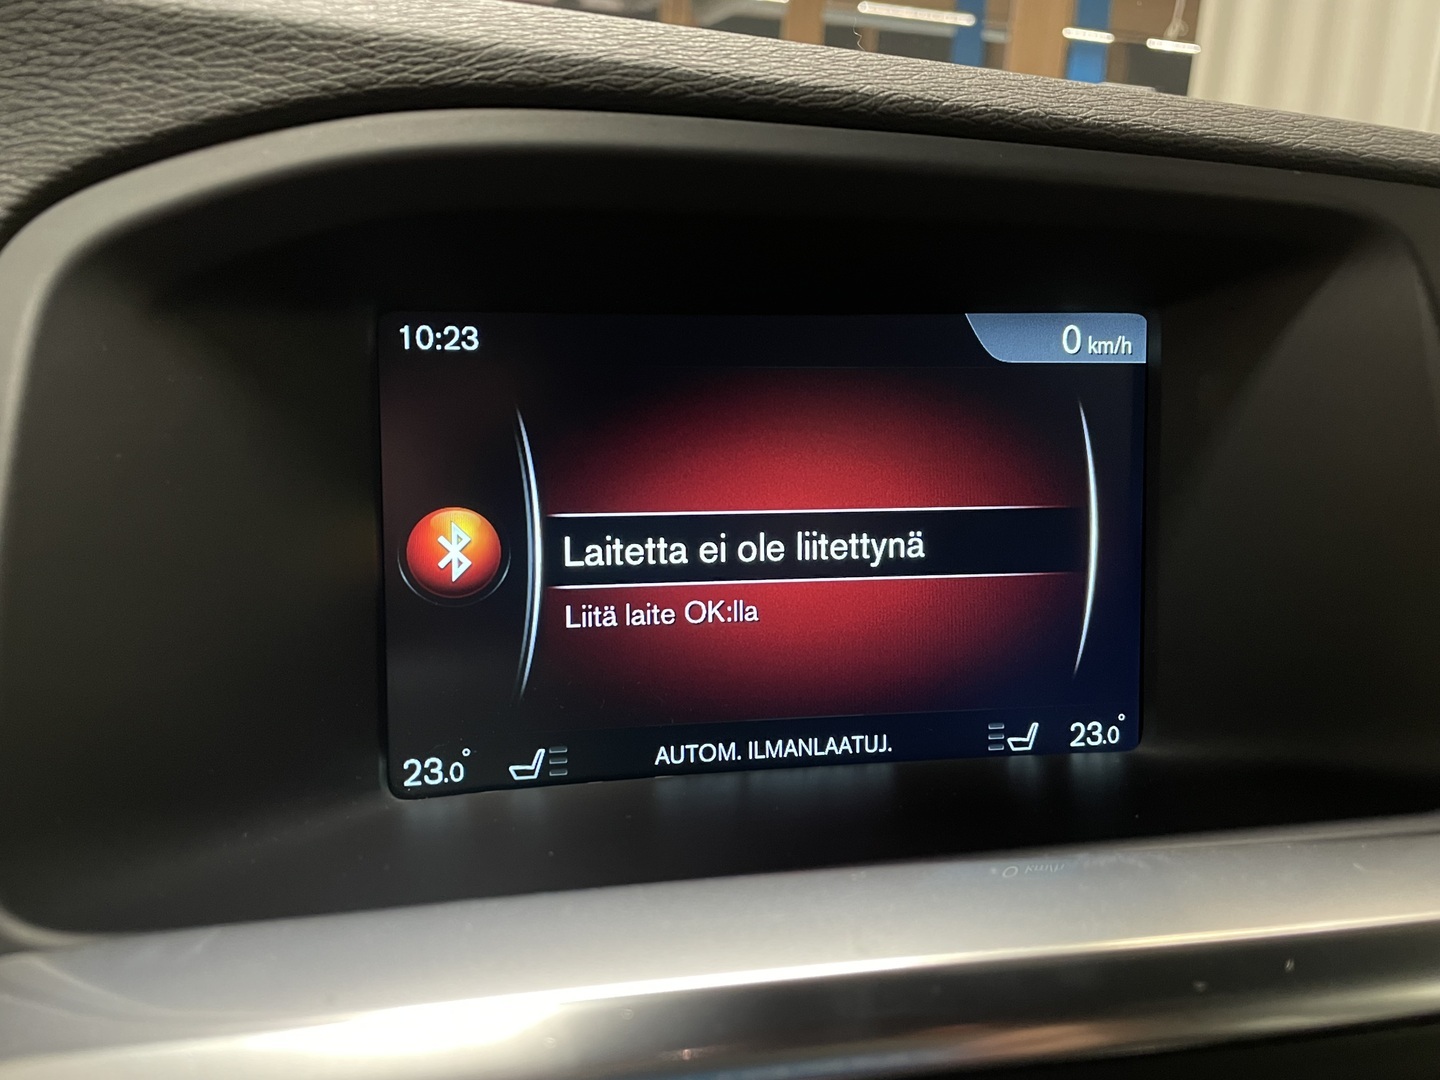 10:23
0 km/h
Laitetta ei ole liitettynä
Liitä laite OK:lla
23.0°
AUTOM. ILMANLAATUJ.
23.0°